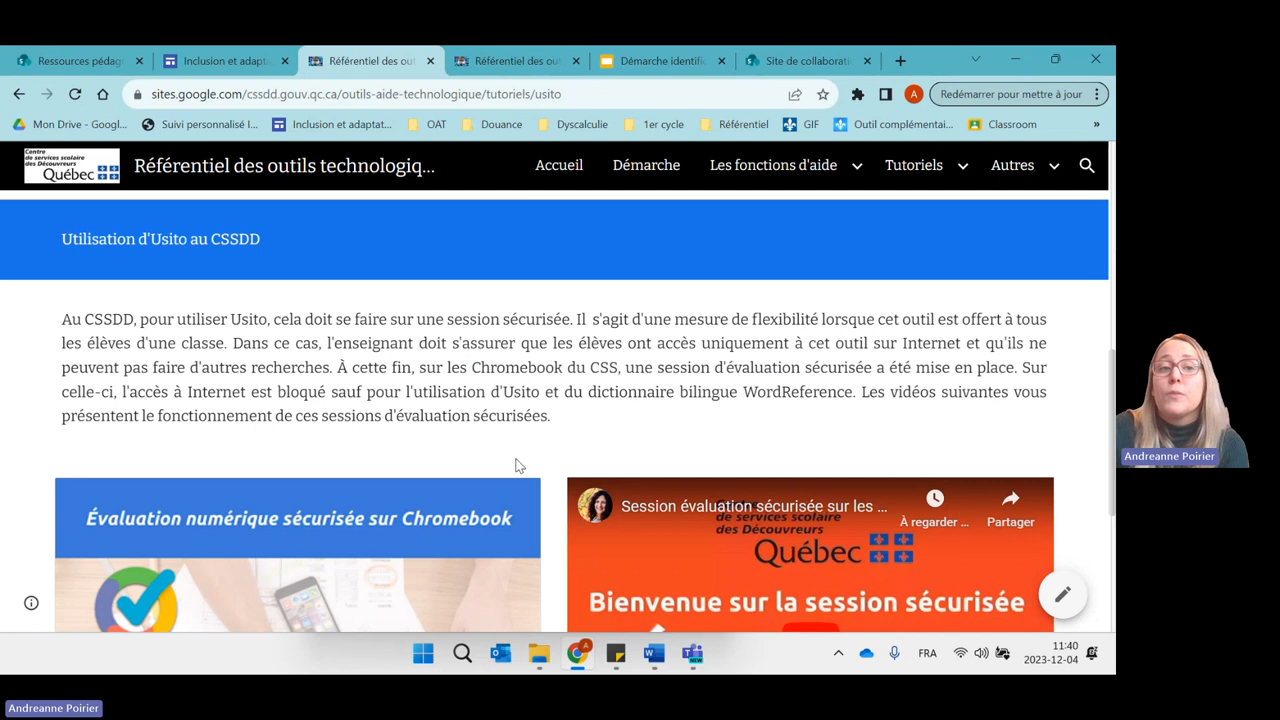 Ressources pédag
Inclusion et adapta
Référentiel des out
Référentiel des ou
Démarche identific
Site de collaborati
sites.google.com/cssdd.gouv.qc.ca/outils-aide-technologique/tutoriels/usito
A
Redémarrer pour mettre à jour
Mon Drive - Googl...
Suivi personnalisé I...
Inclusion et adaptat...
OAT
Douance
Dyscalculie
1er cycle
Référentiel
GIF
Outil complémentai...
Classroom
»
Centre
de services scolaire
des Découvreurs
Québec
Référentiel des outils technologiq...
Accueil
Démarche
Les fonctions d'aide
Tutoriels
Autres
Utilisation d'Usito au CSSDD
Au CSSDD, pour utiliser Usito, cela doit se faire sur une session sécurisée. Il s'agit d'une mesure de flexibilité lorsque cet outil est offert à tous
les élèves d'une classe. Dans ce cas, l'enseignant doit s'assurer que les élèves ont accès uniquement à cet outil sur Internet et qu'ils ne
peuvent pas faire d'autres recherches. À cette fin, sur les Chromebook du CSS, une session d'évaluation sécurisée a été mise en place. Sur
celle-ci, l'accès à Internet est bloqué sauf pour l'utilisation d'Usito et du dictionnaire bilingue WordReference. Les vidéos suivantes vous
présentent le fonctionnement de ces sessions d'évaluation sécurisées.
Évaluation numérique sécurisée sur Chromebook
Session évaluation sécurisée sur les ...
À regarder ...
Partager
de services scolaire
des Découvreurs
Québec
Bienvenue sur la session sécurisée
Andreanne Poirier
A
NEW
FRA
11:40
2023-12-04
Andreanne Poirier